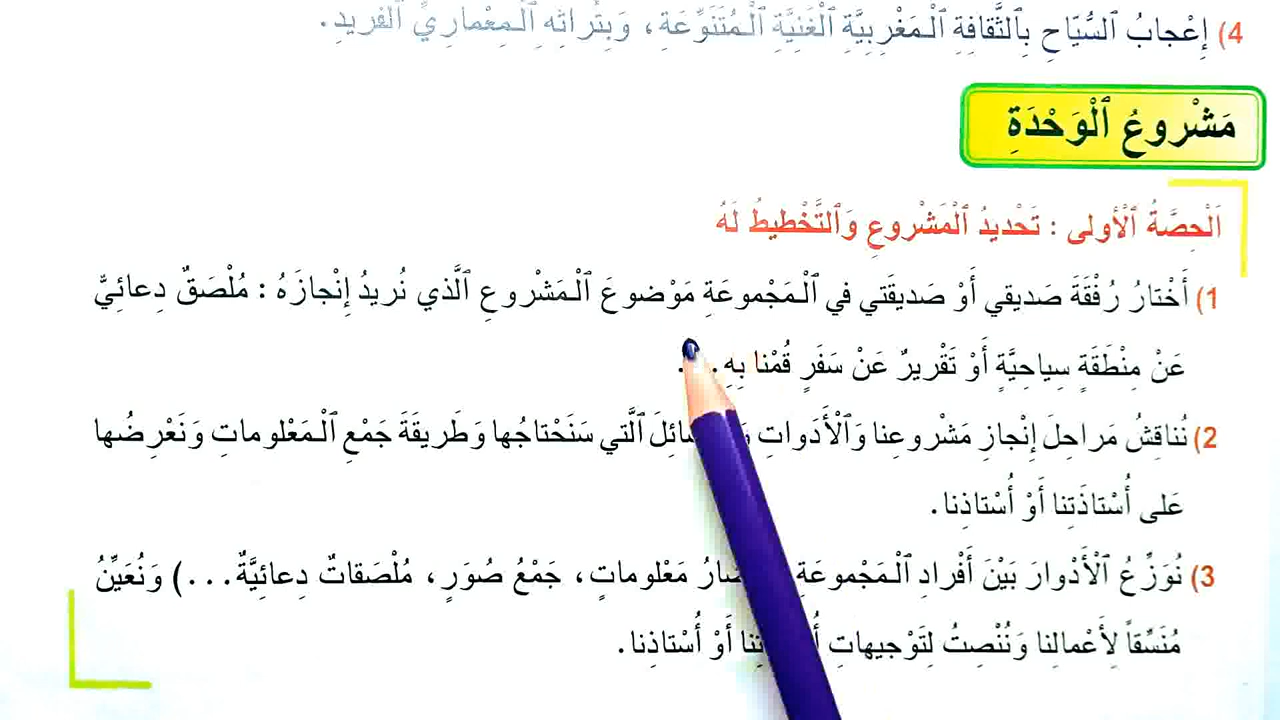 4) إِعْجابُ ٱلسُّيّاحِ بِٱلثَّقافَةِ ٱلْمَغْرِبِيَّةِ ٱلْغَنِيَّةِ ٱلْمُتَنَوِّعَةِ، وَبِتُراثِهِ ٱلْمِعْمارِيِّ ٱلْفَريدِ.
مَشْروعُ ٱلْوَحْدَةِ
اَلْحِصَّةُ ٱلْأولى : تَحْديدُ ٱلْمَشْروعِ وَٱلتَّخْطيطُ لَهُ
1) أَخْتارُ رُفْقَةَ صَديقي أَوْ صَديقَتي في ٱلْمَجْموعَةِ مَوْضوعَ ٱلْمَشْروعِ ٱلَّذي نُريدُ إِنْجازَهُ : مُلْصَقٌ دِعائِيٌّ
عَنْ مِنْطَقَةٍ سِياحِيَّةٍ أَوْ تَقْريرٌ عَنْ سَفَرٍ قُمْنا بِهِ...
2) نُناقِشُ مَراحِلَ إِنْجازِ مَشْروعِنا وَٱلْأَدَواتِ ٱلَّتي سَنَحْتاجُها وَطَريقَةَ جَمْعِ ٱلْمَعْلوماتِ وَنَعْرِضُها
عَلى أُسْتاذَتِنا أَوْ أُسْتاذِنا.
3) نُوَزِّعُ ٱلْأَدْوارَ بَيْنَ أَفْرادِ ٱلْمَجْموعَةِ مَعْلوماتٍ، جَمْعُ صُوَرٍ، مُلْصَقاتٌ دِعائِيَّةٌ...) وَنُعَيِّنُ
مُنَسِّقاً لِأَعْمالِنا وَنُنْصِتُ لِتَوْجيهاتِ أَوْ أُسْتاذِنا.